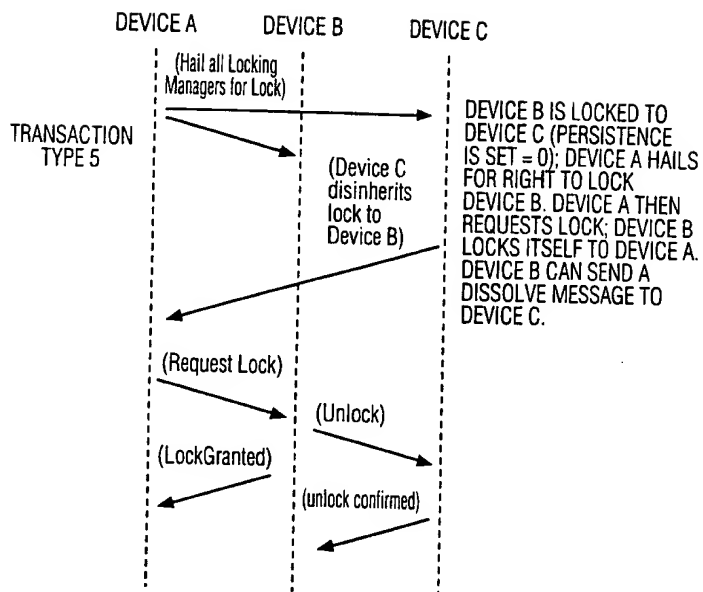 DEVICE A
DEVICE B
DEVICE C
(Hail all Locking
Managers for Lock)
TRANSACTION
TYPE 5
(Device C
disinherits
lock to
Device B)
DEVICE B IS LOCKED TO
DEVICE C (PERSISTENCE
IS SET = 0); DEVICE A HAILS
FOR RIGHT TO LOCK
DEVICE B. DEVICE A THEN
REQUESTS LOCK; DEVICE B
LOCKS ITSELF TO DEVICE A.
DEVICE B CAN SEND A
DISSOLVE MESSAGE TO
DEVICE C.
(Request Lock)
(Unlock)
(LockGranted)
(unlock confirmed)